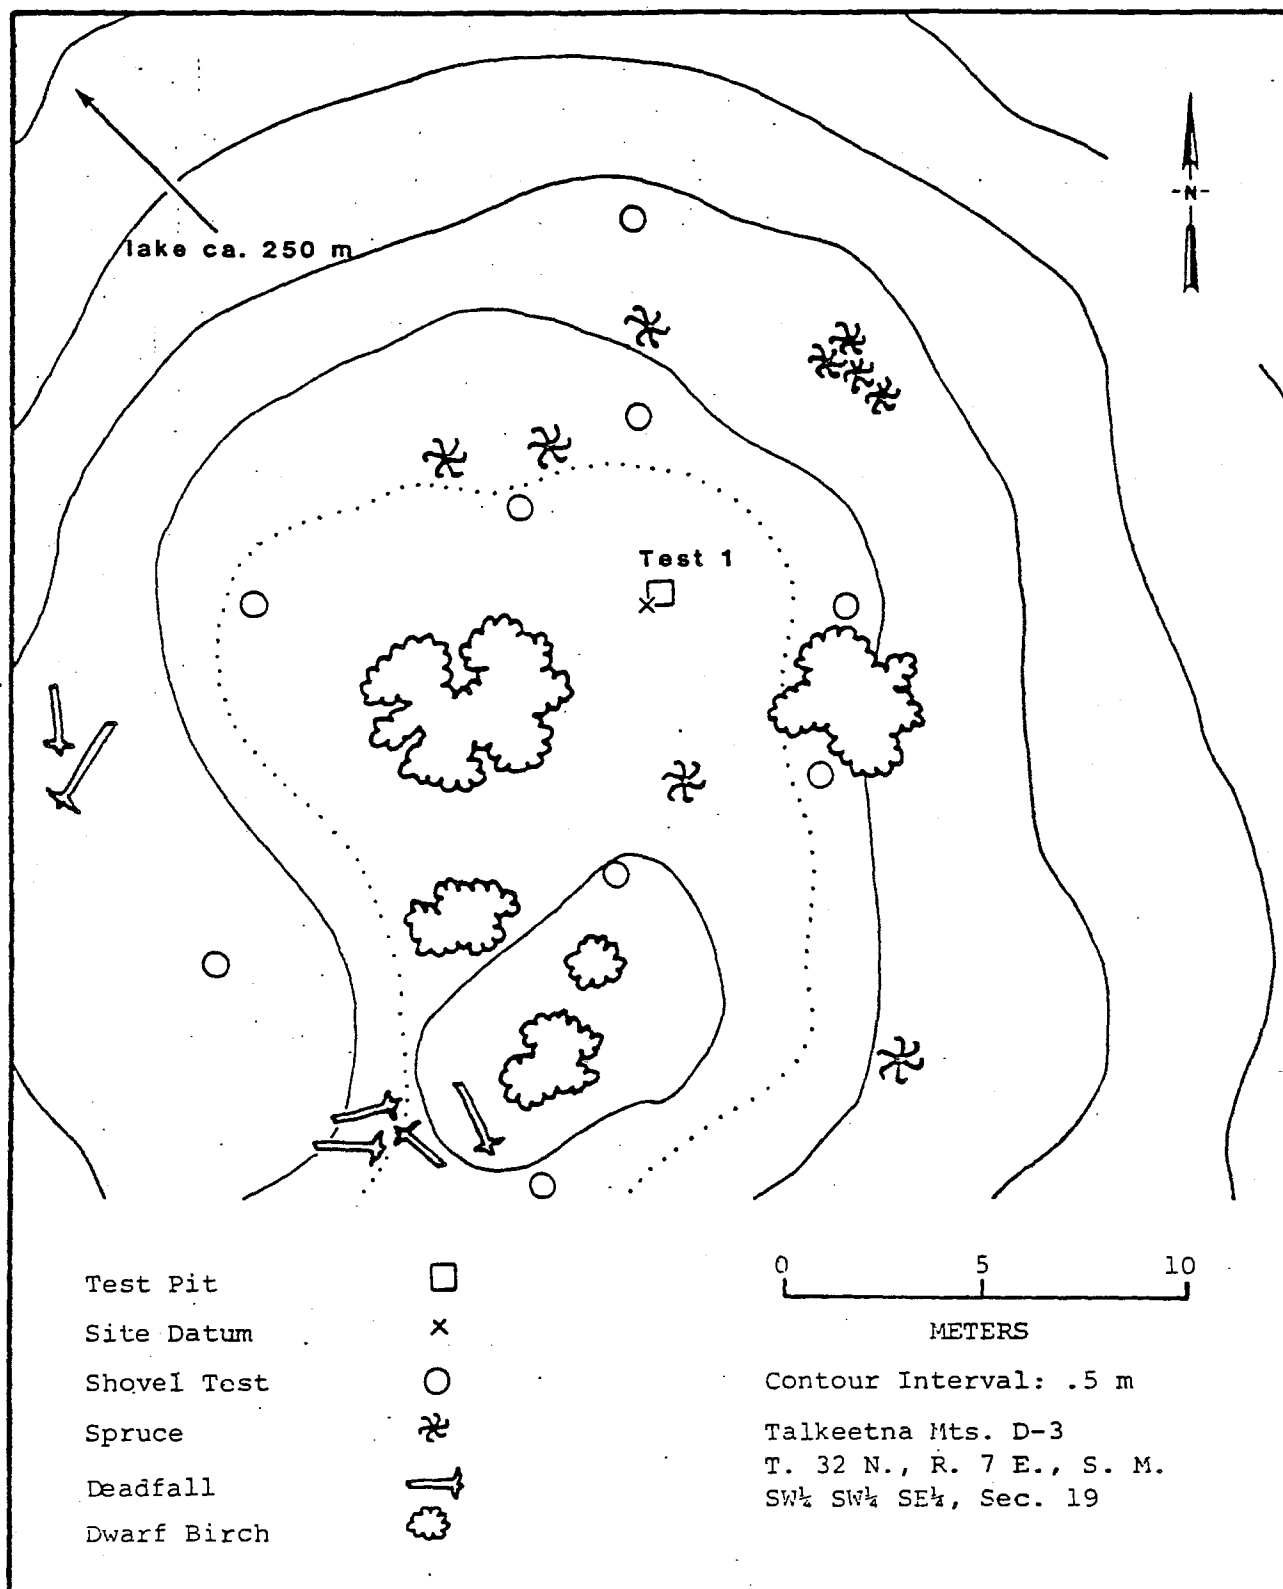 -N-
lake ca. 250 m
Test 1
Test Pit
Site Datum
Shovel Test
Spruce
Deadfall
Dwarf Birch
0 5 10
METERS
Contour Interval: .5 m
Talkeetna Mts. D-3
T. 32 N., R. 7 E., S. M.
SW¼ SW¼ SE¼, Sec. 19